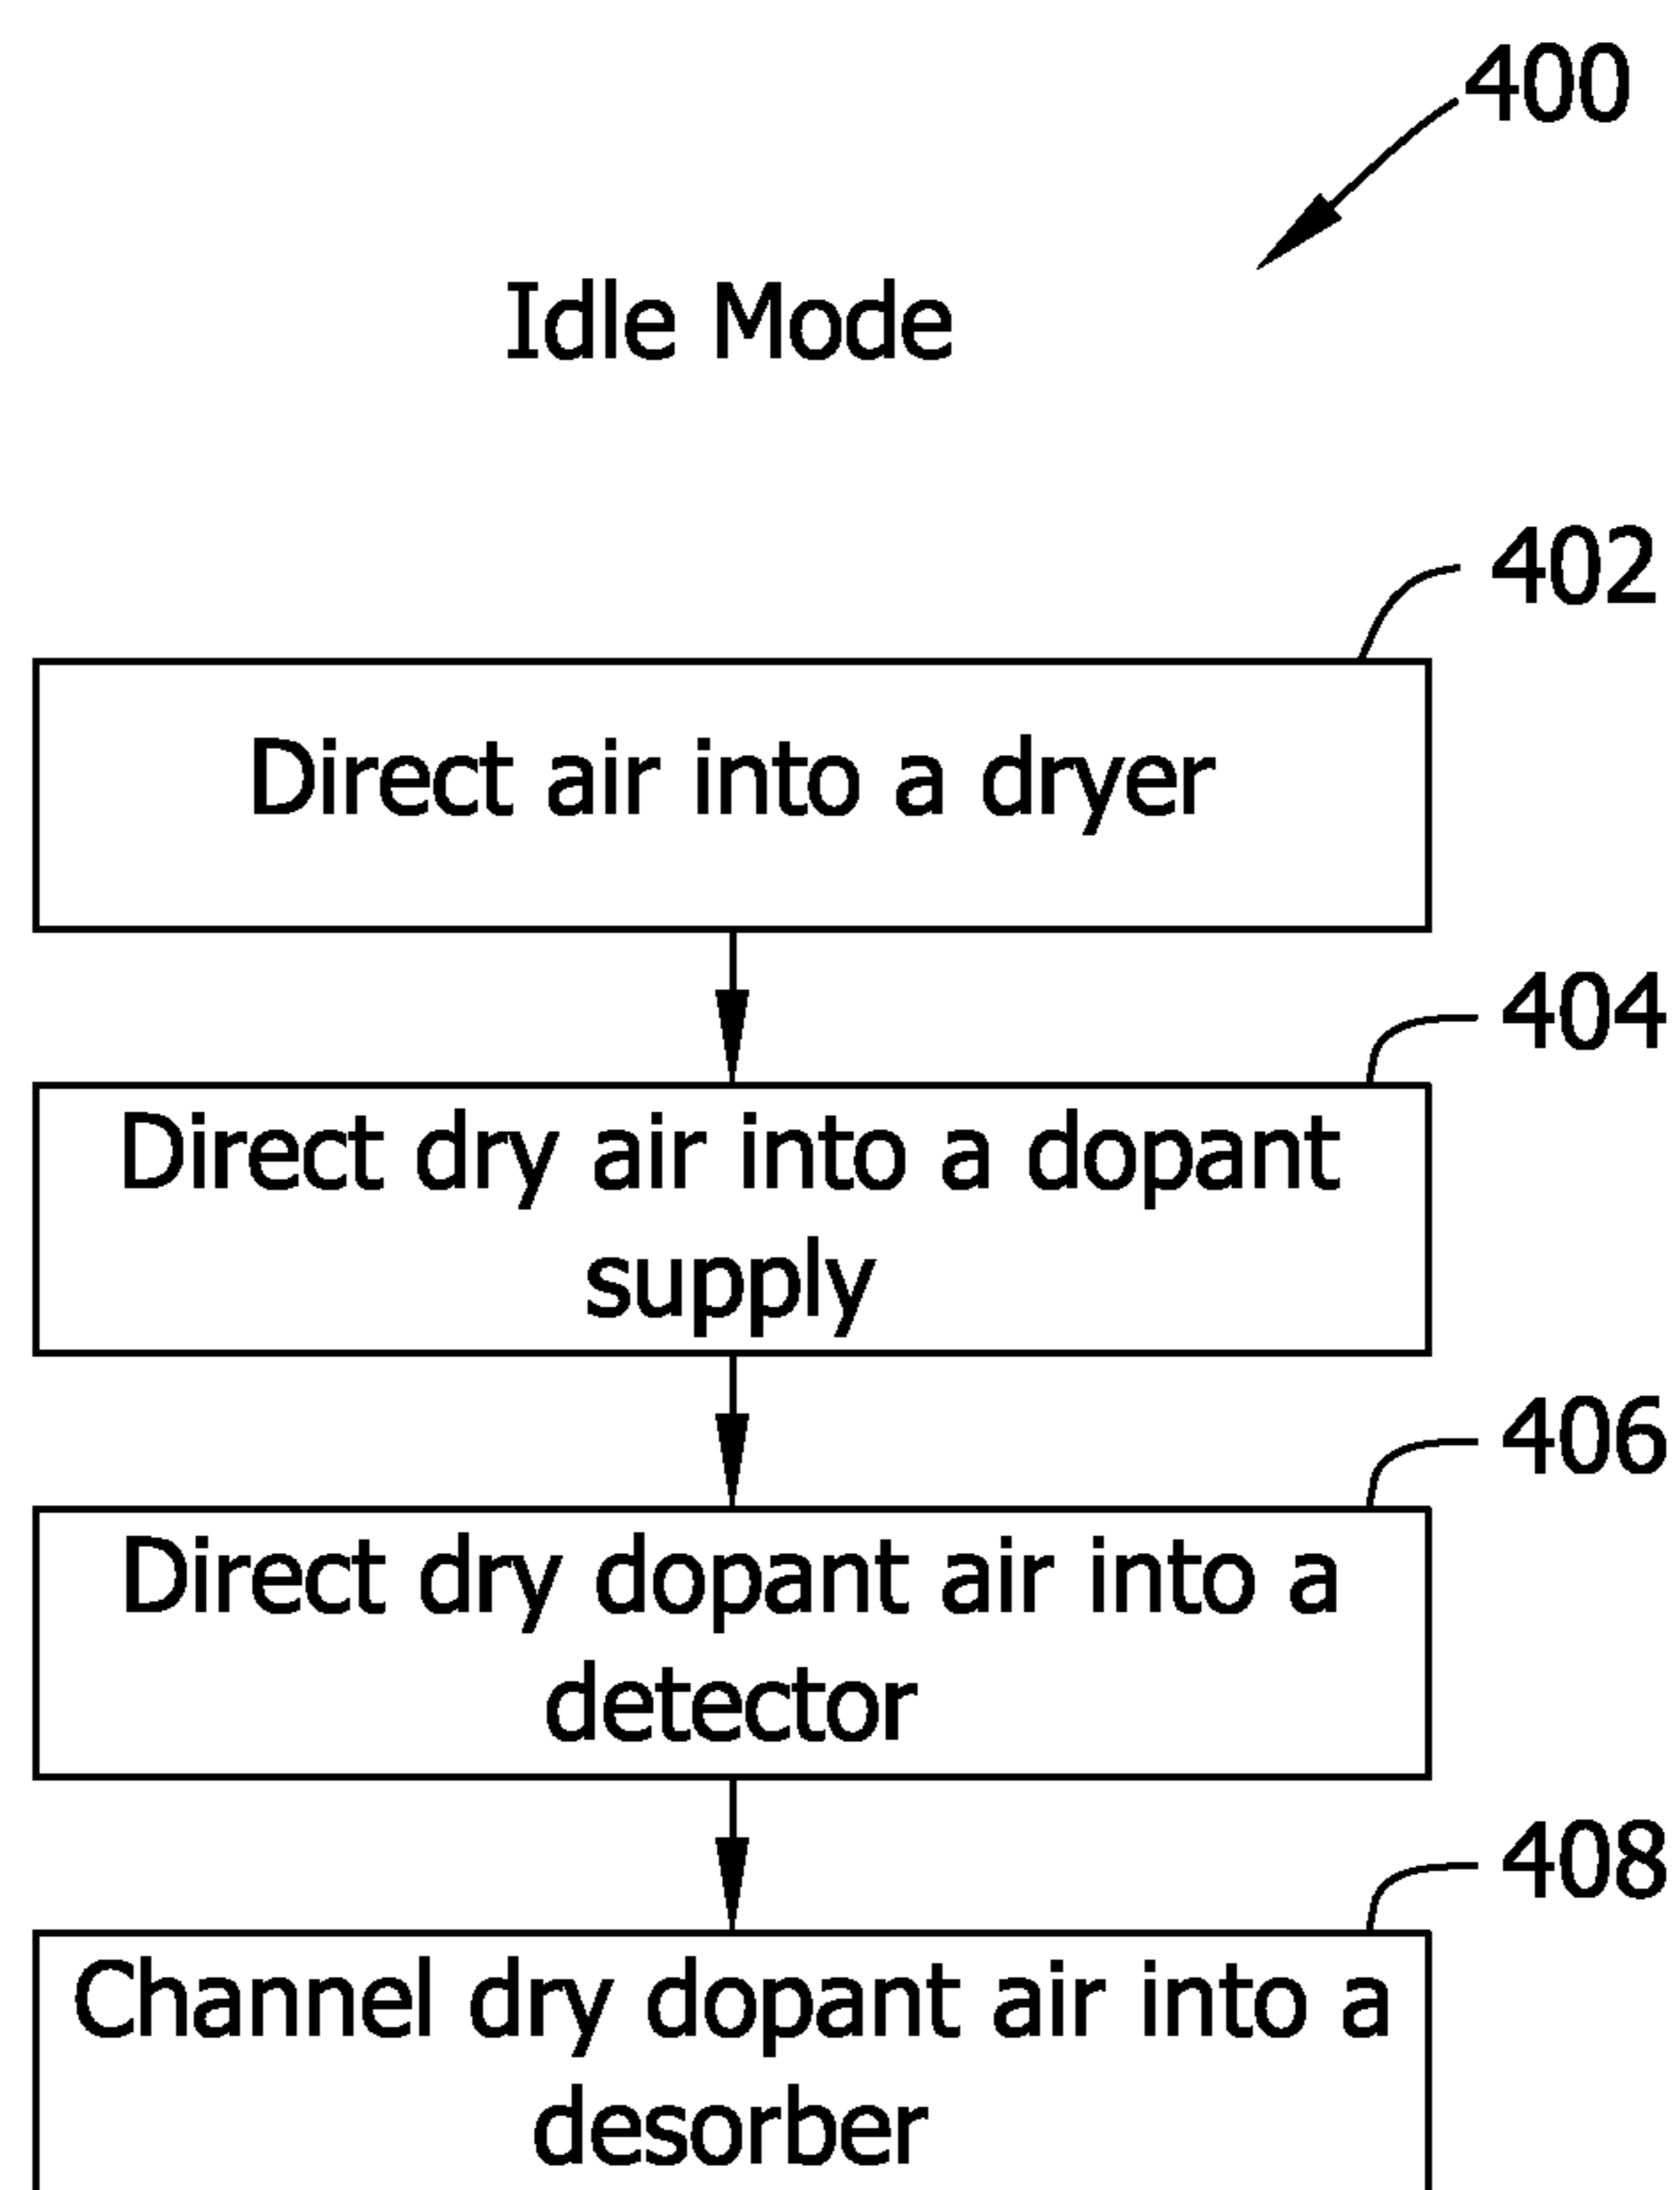 400
Idle Mode
402
Direct air into a dryer
404
Direct dry air into a dopant
supply
406
Direct dry dopant air into a
detector
408
Channel dry dopant air into a
desorber